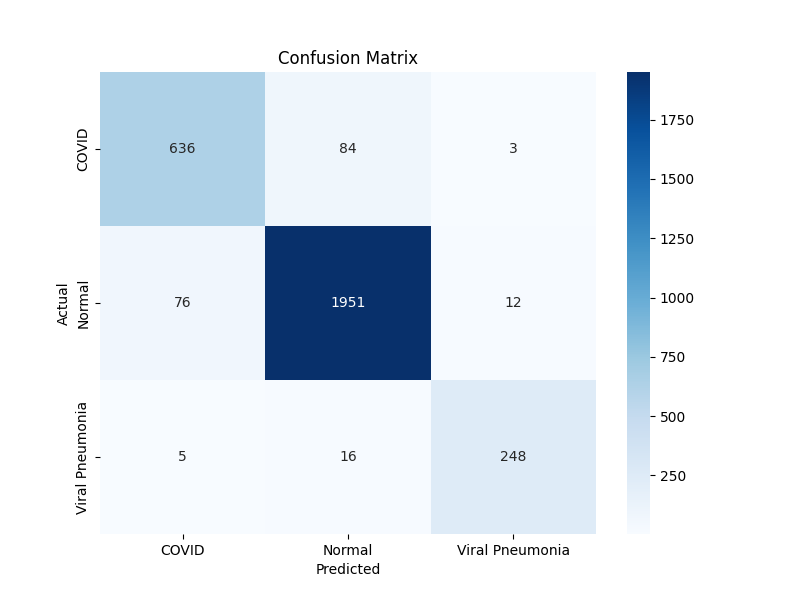 Confusion Matrix
COVID
636 84 3
1750
1500
1250
Actual
Normal
76 1951 12
1000
750
500
250
Viral Pneumonia
5 16 248
COVID Normal Viral Pneumonia
Predicted